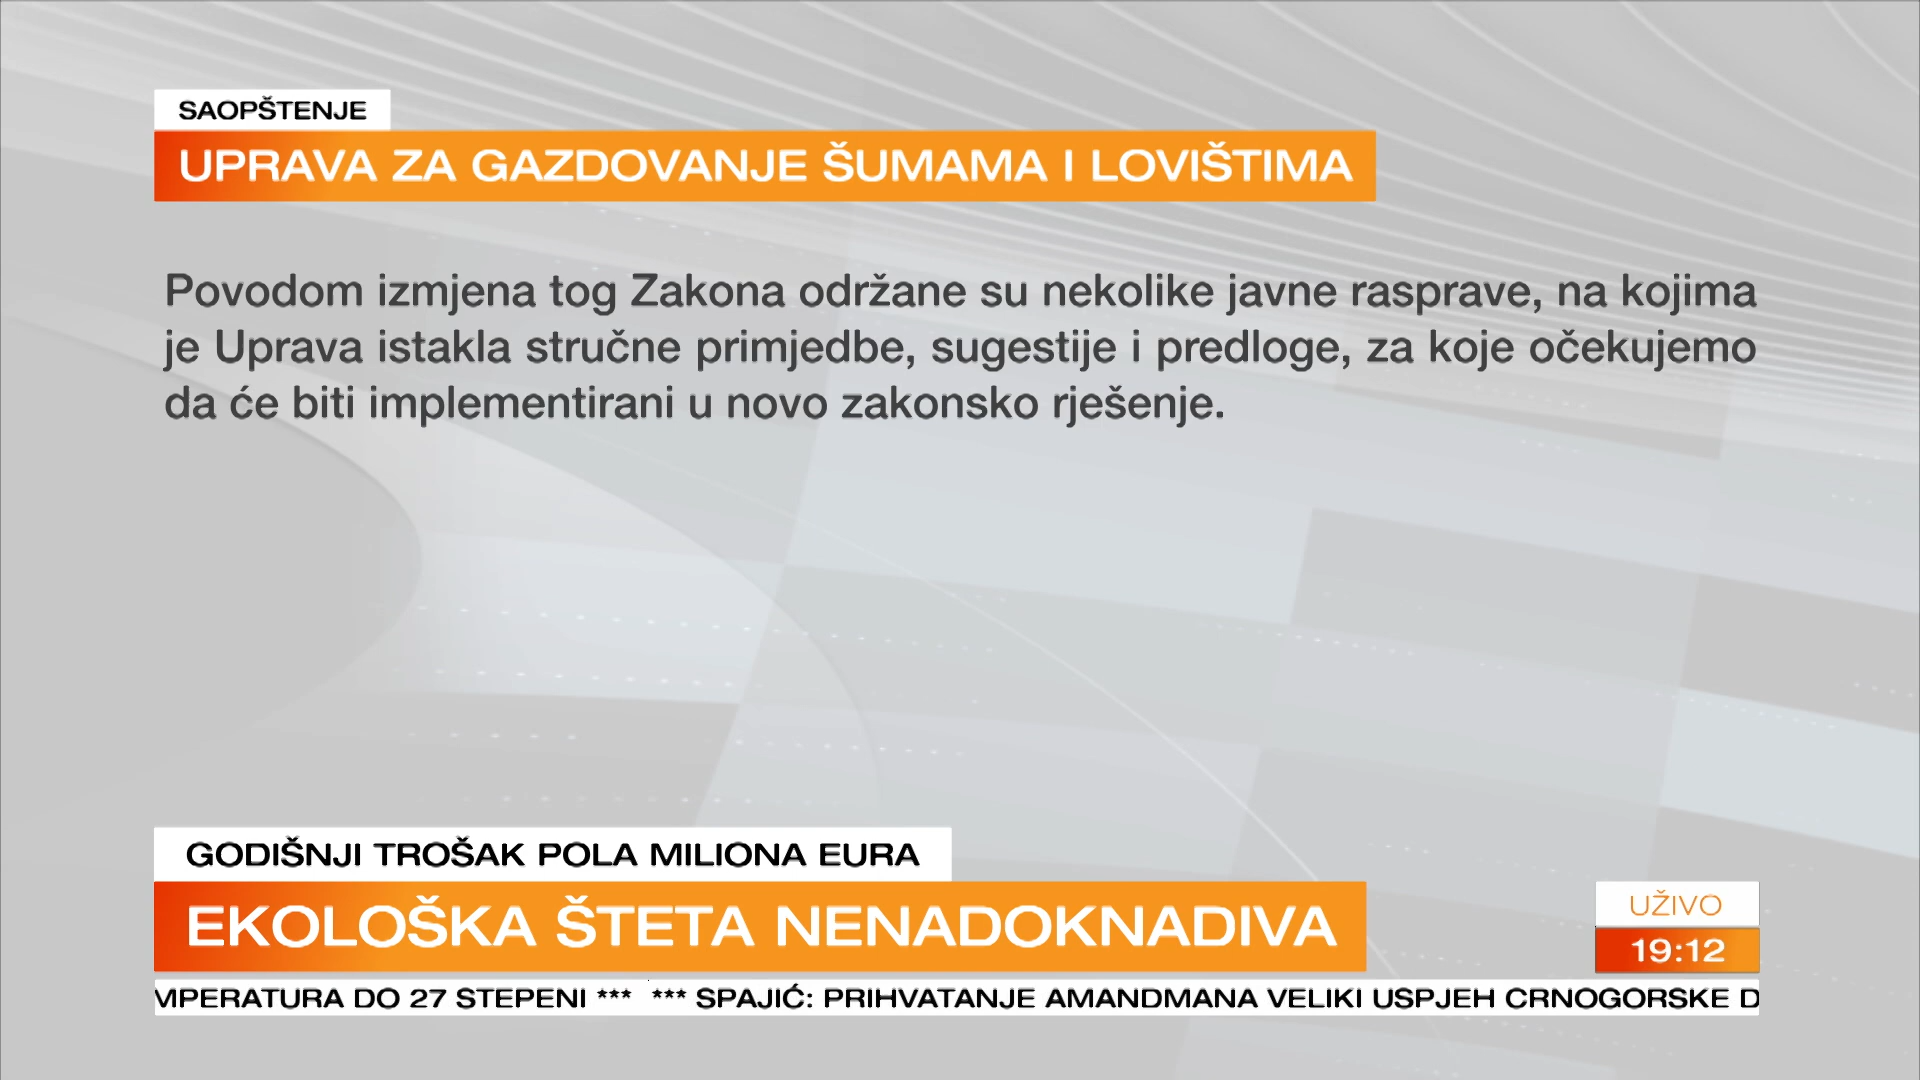 SAOPŠTENJE
UPRAVA ZA GAZDOVANJE ŠUMAMA I LOVIŠTIMA
Povodom izmjena tog Zakona održane su nekolike javne rasprave, na kojima
je Uprava istakla stručne primjedbe, sugestije i predloge, za koje očekujemo
da će biti implementirani u novo zakonsko rješenje.
GODIŠNJI TROŠAK POLA MILIONA EURA
EKOLOŠKA ŠTETA NENADOKNADIVA
UŽIVO
19:12
MPERATURA DO 27 STEPENI *** *** SPAJIĆ: PRIHVATANJE AMANDMANA VELIKI USPJEH CRNOGORSKE D